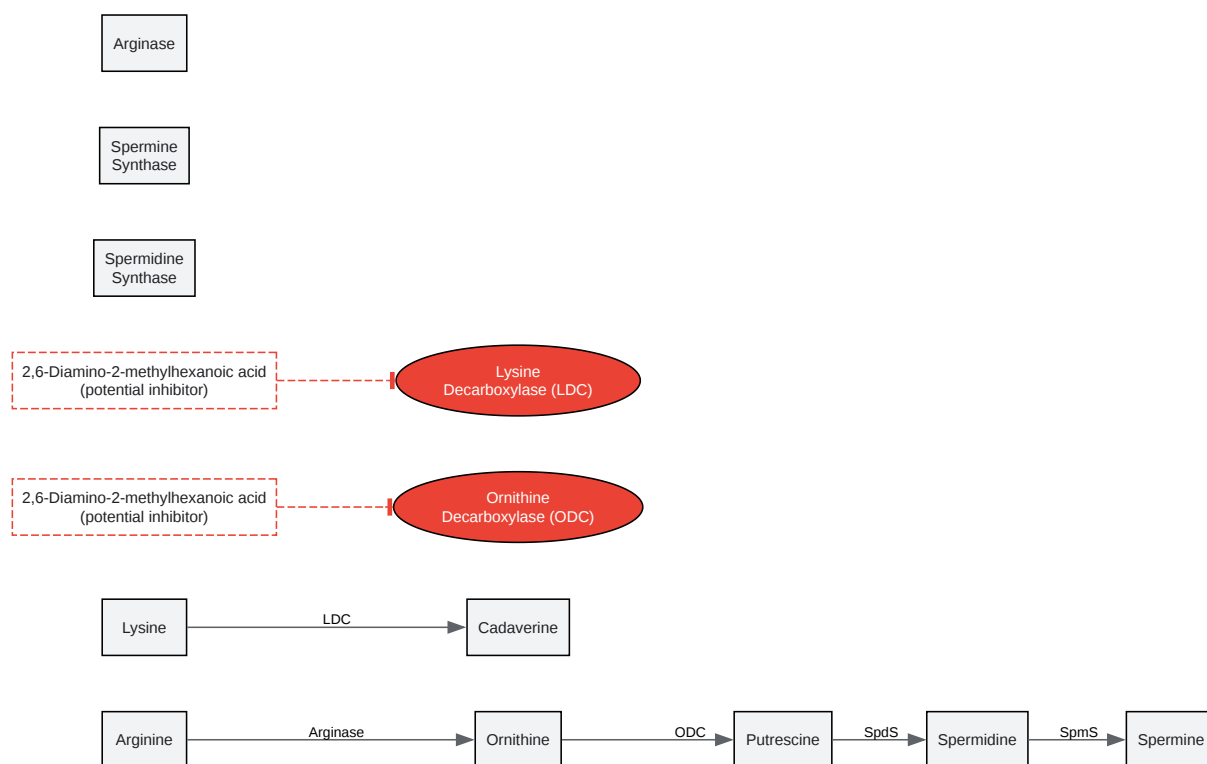 Arginase
Spermine
Synthase
Spermidine
Synthase
2,6-Diamino-2-methylhexanoic acid
(potential inhibitor)
Lysine
Decarboxylase (LDC)
2,6-Diamino-2-methylhexanoic acid
(potential inhibitor)
Ornithine
Decarboxylase (ODC)
Lysine
LDC
Cadaverine
Arginine
Arginase
Ornithine
ODC
Putrescine
SpdS
Spermidine
SpmS
Spermine